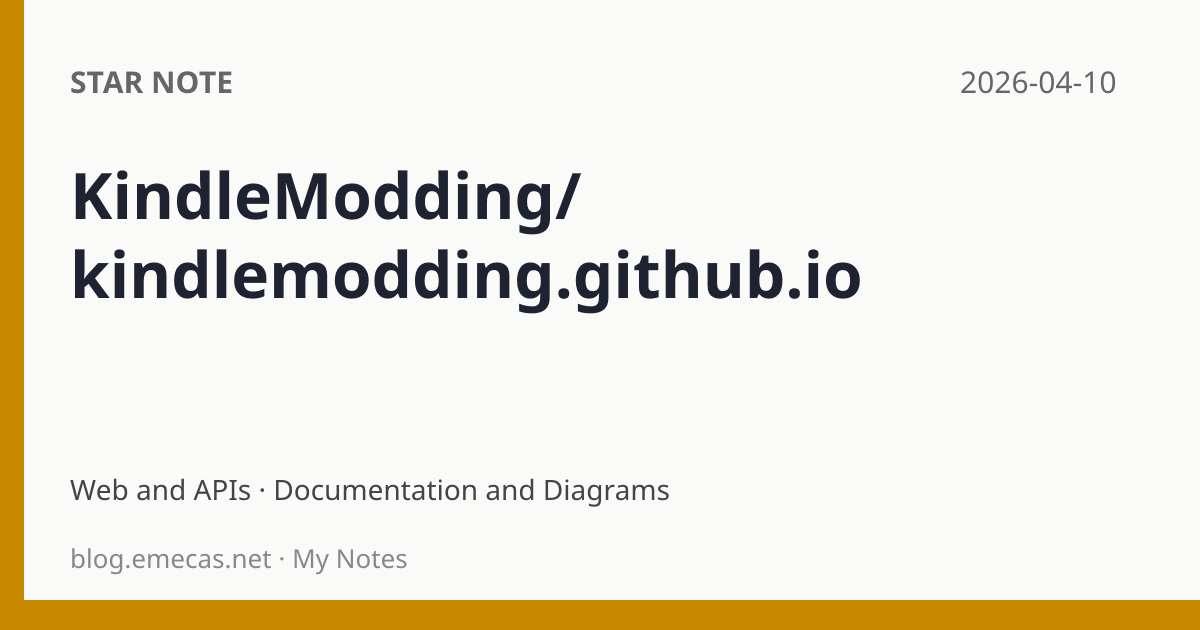 STAR NOTE
2026-04-10
KindleModding/
kindlemodding.github.io
Web and APIs · Documentation and Diagrams
blog.emecas.net · My Notes